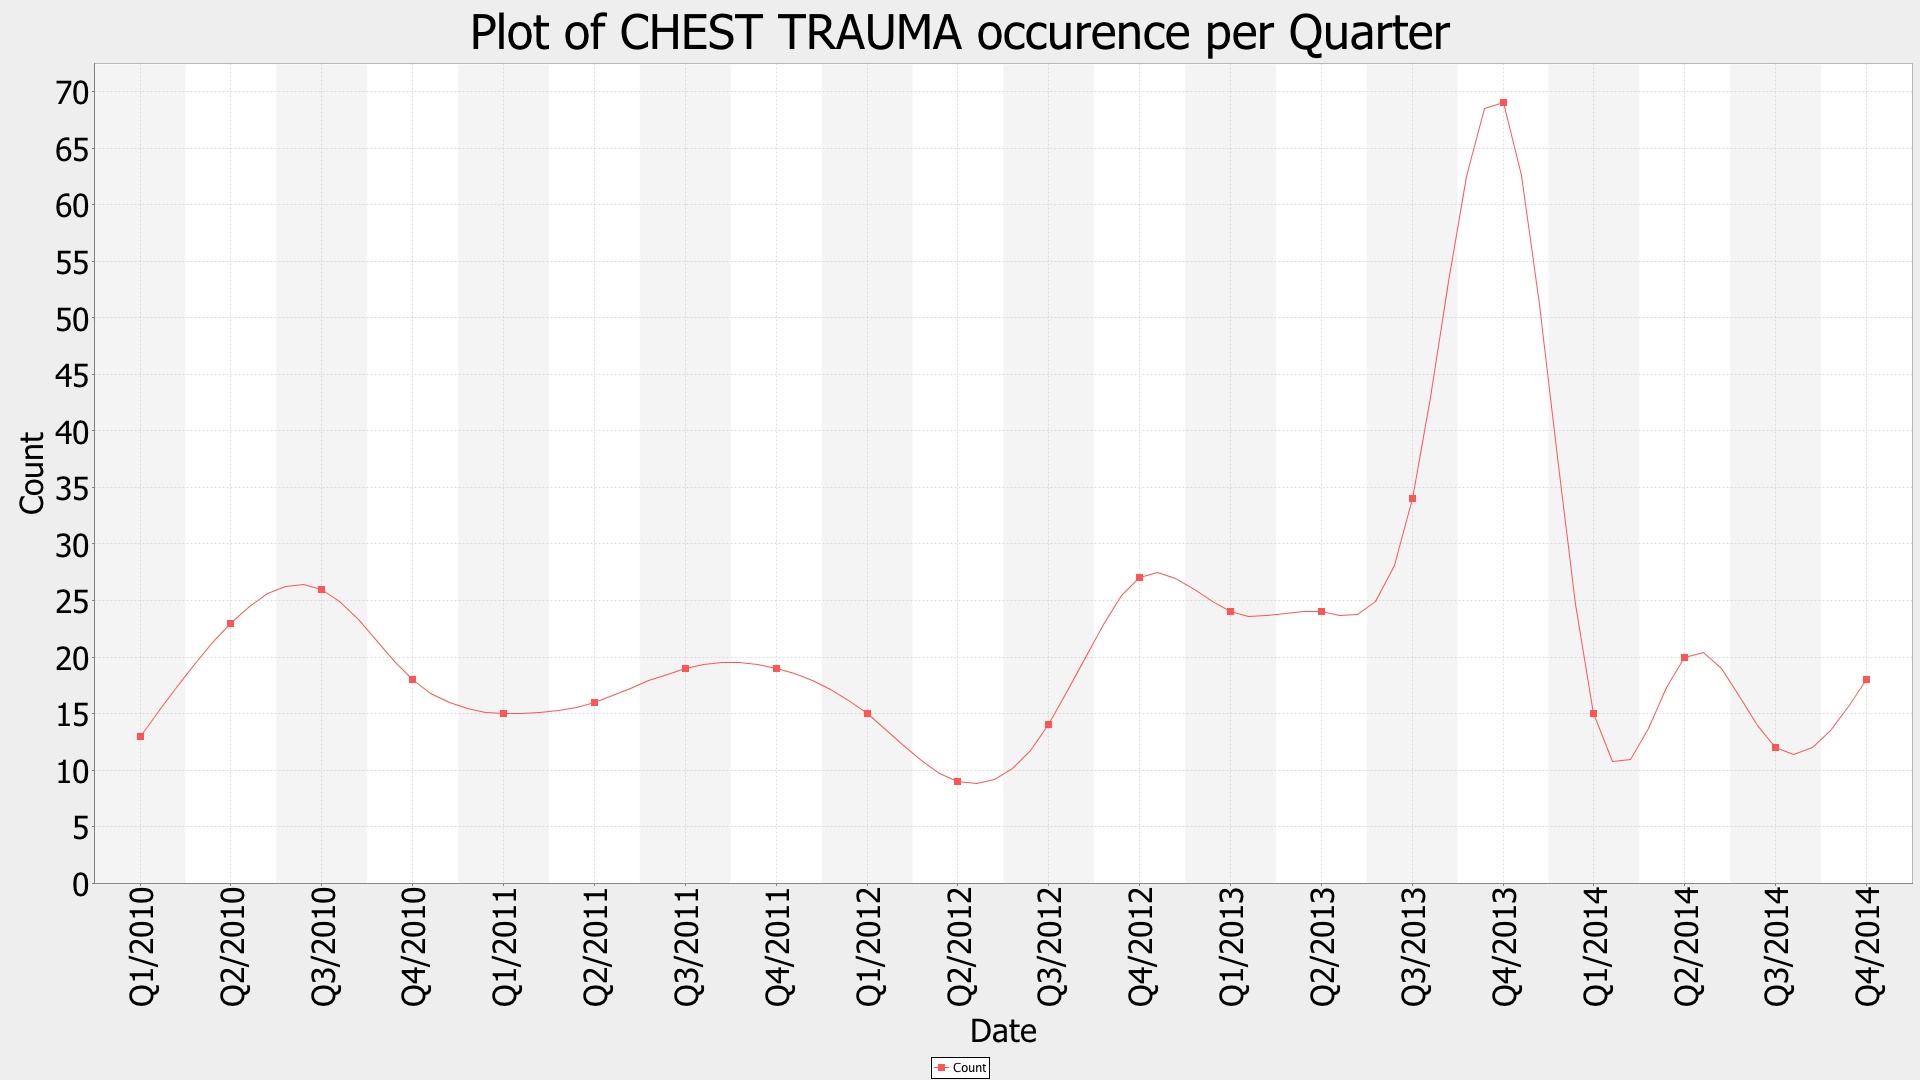 Plot of CHEST TRAUMA occurence per Quarter
Count
70
65
60
55
50
45
40
35
30
25
20
15
10
5
0
Q1/2010
Q2/2010
Q3/2010
Q4/2010
Q1/2011
Q2/2011
Q3/2011
Q4/2011
Q1/2012
Q2/2012
Q3/2012
Q4/2012
Q1/2013
Q2/2013
Q3/2013
Q4/2013
Q1/2014
Q2/2014
Q3/2014
Q4/2014
Date
Count